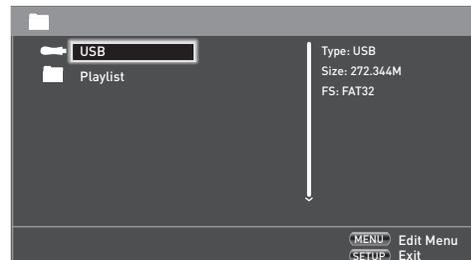 USB
Playlist
Type: USB
Size: 272.344M
FS: FAT32
MENU Edit Menu
SETUP Exit